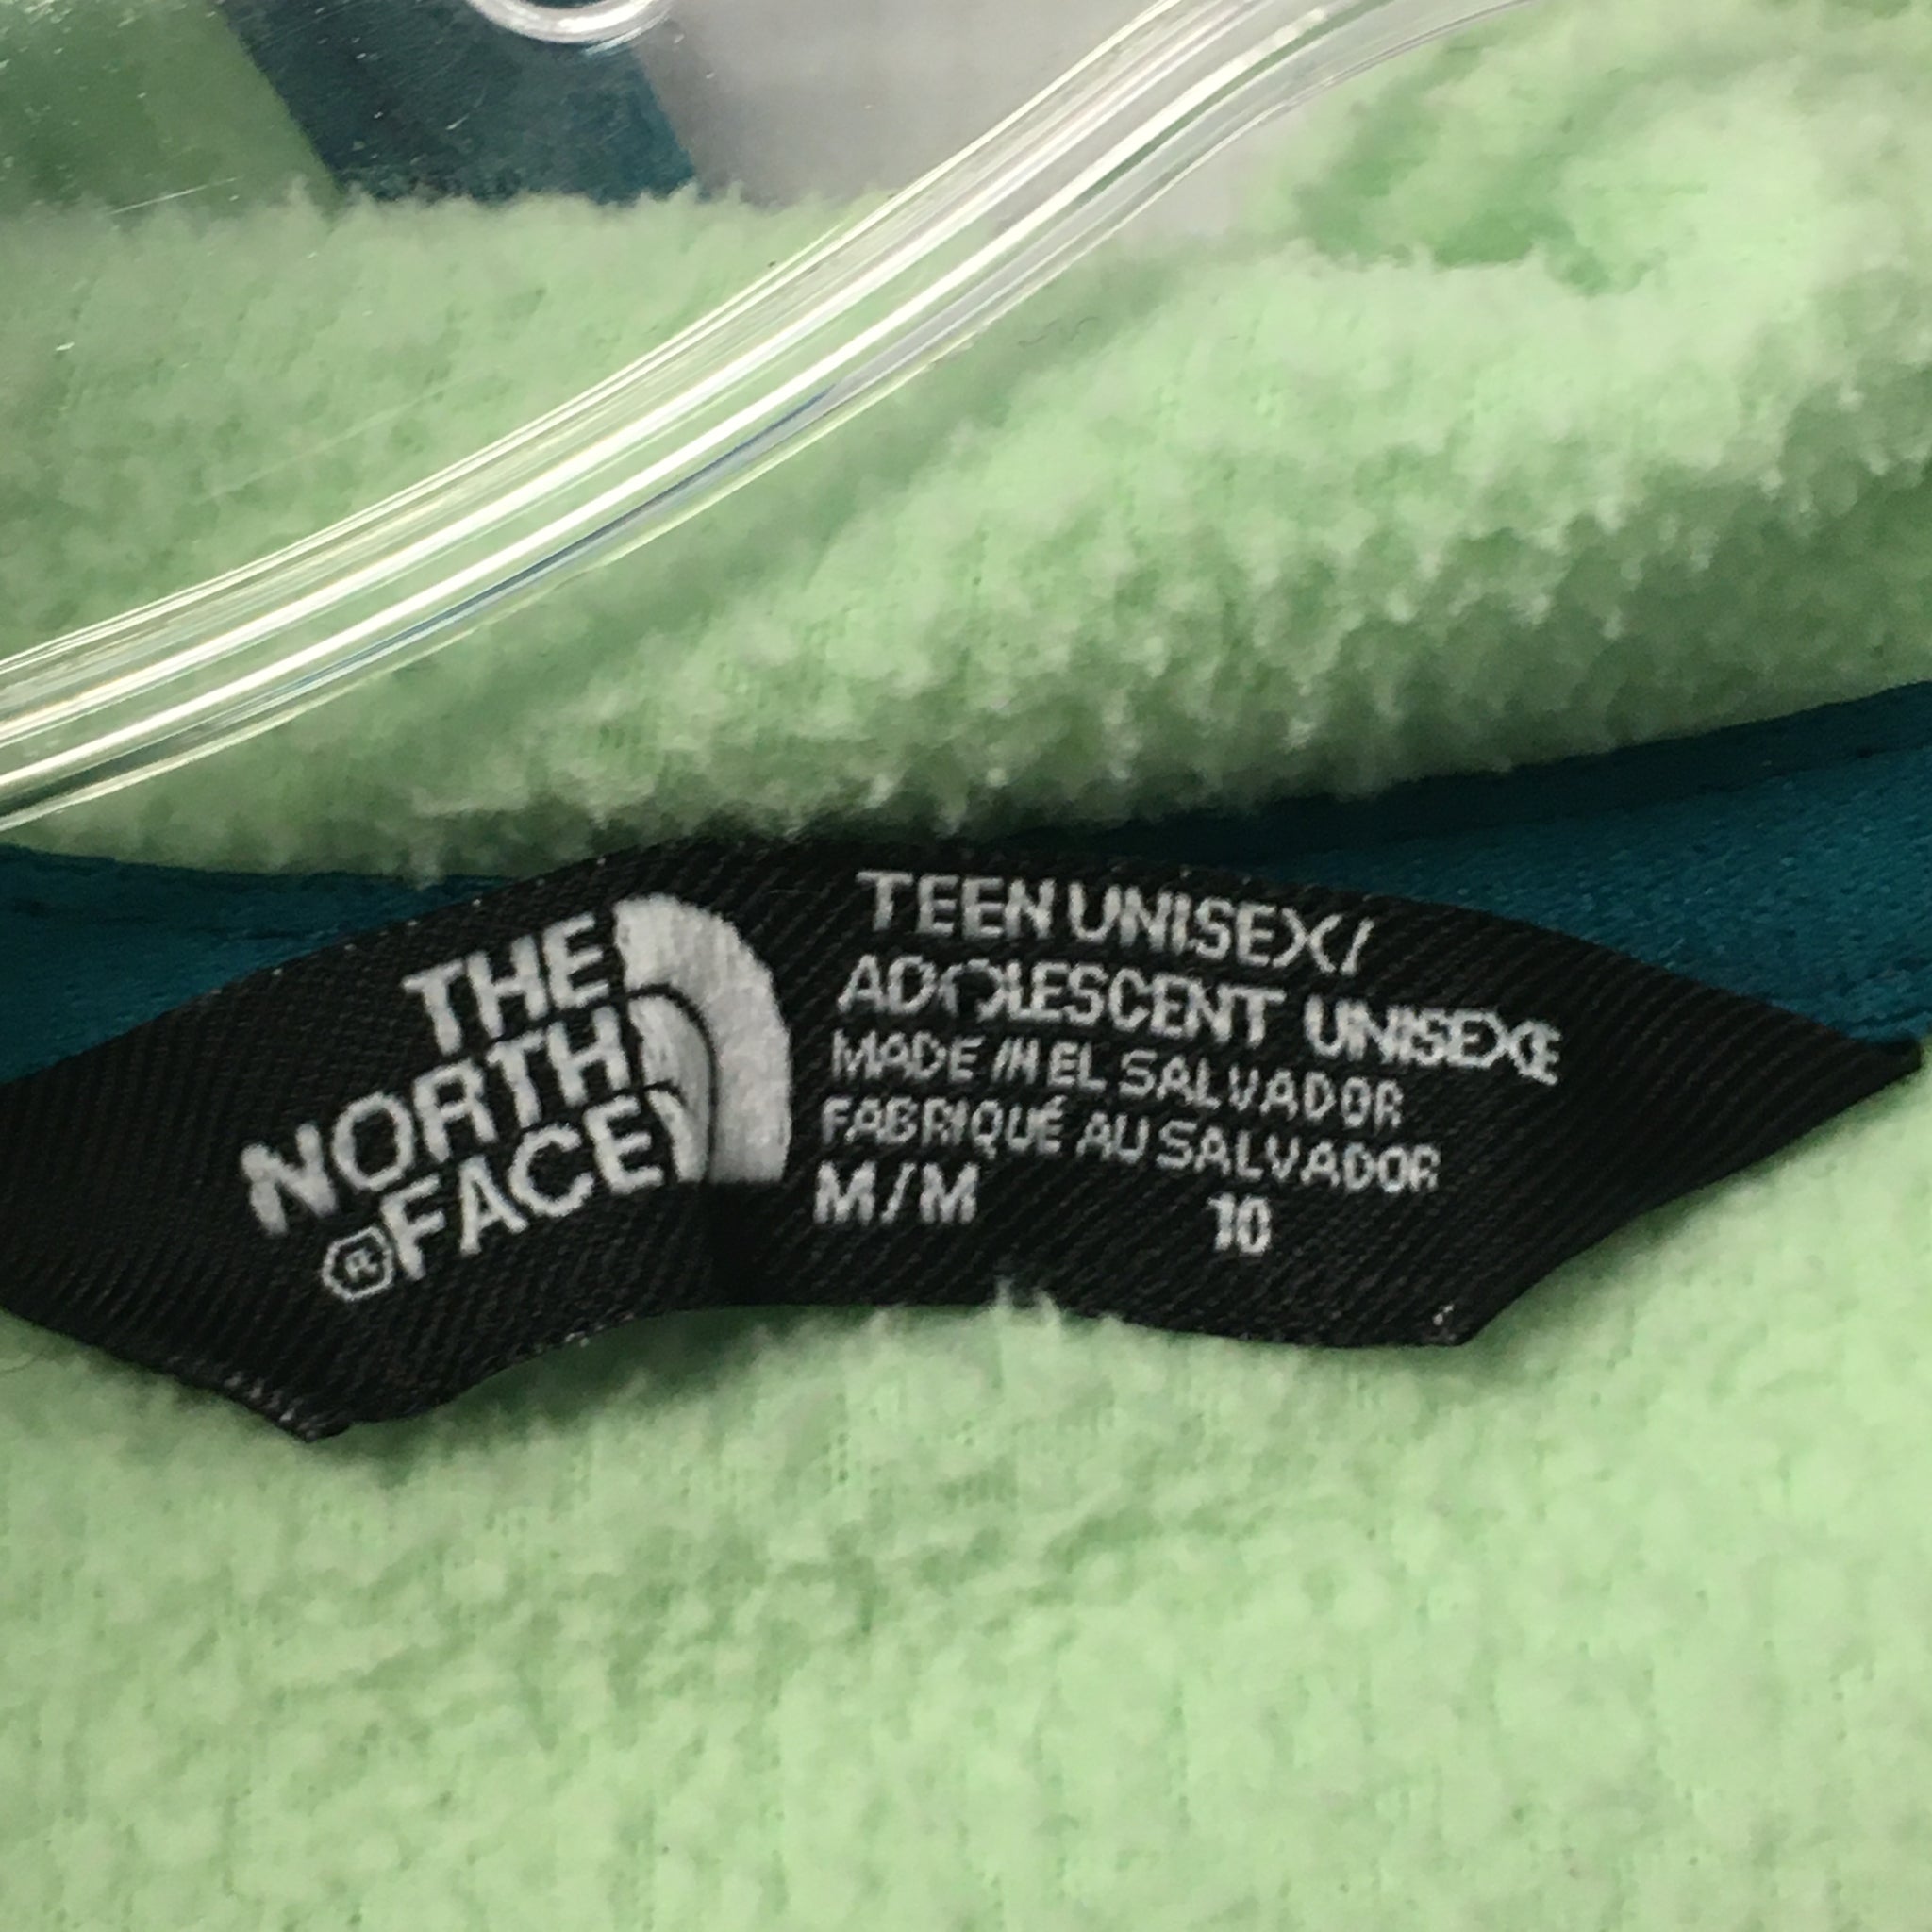 THE
NORTH
FACE®
TEEN UNISEX/
ADOLESCENT UNISEXE
MADE IN EL SALVADOR
FABRIQUÉ AU SALVADOR
M/M 10